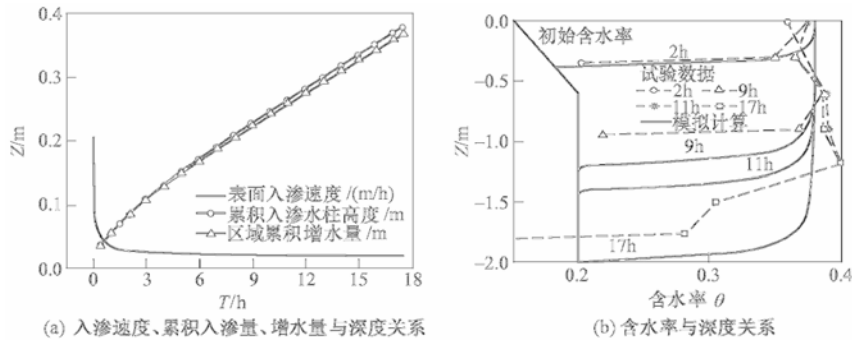 0.4
0.3
0.2
0.1
0.0
Z/m
0 3 6 9 12 15 18
T/h
表面入渗速度 /(m/h)
累积入渗水柱高度 /m
区域累积增水量 /m
(a) 入渗速度、累积入渗量、增水量与深度关系
0.0
−0.5
−1.0
−1.5
−2.0
Z/m
初始含水率
2h
试验数据
2h 9h
11h 17h
模拟计算
9h
11h
17h
0.2 0.3 0.4
含水率 θ
(b) 含水率与深度关系